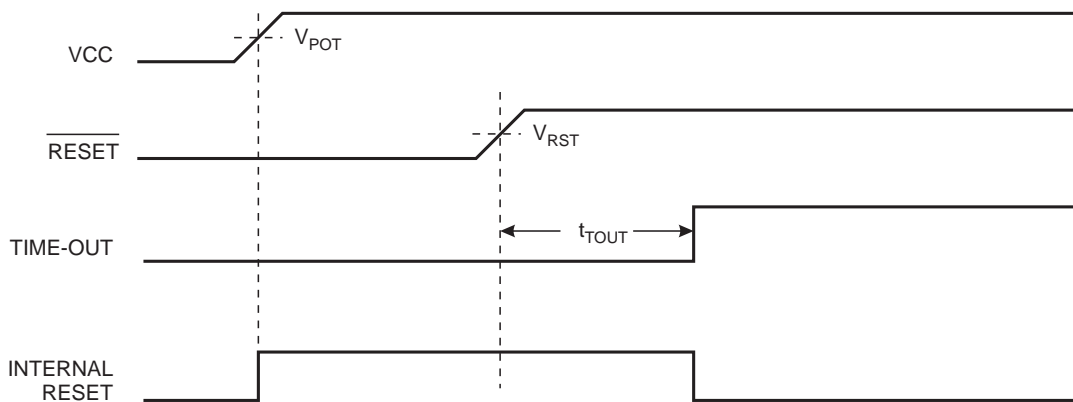 VCC
VPOT
RESET
VRST
TIME-OUT
tTOUT
INTERNAL
RESET